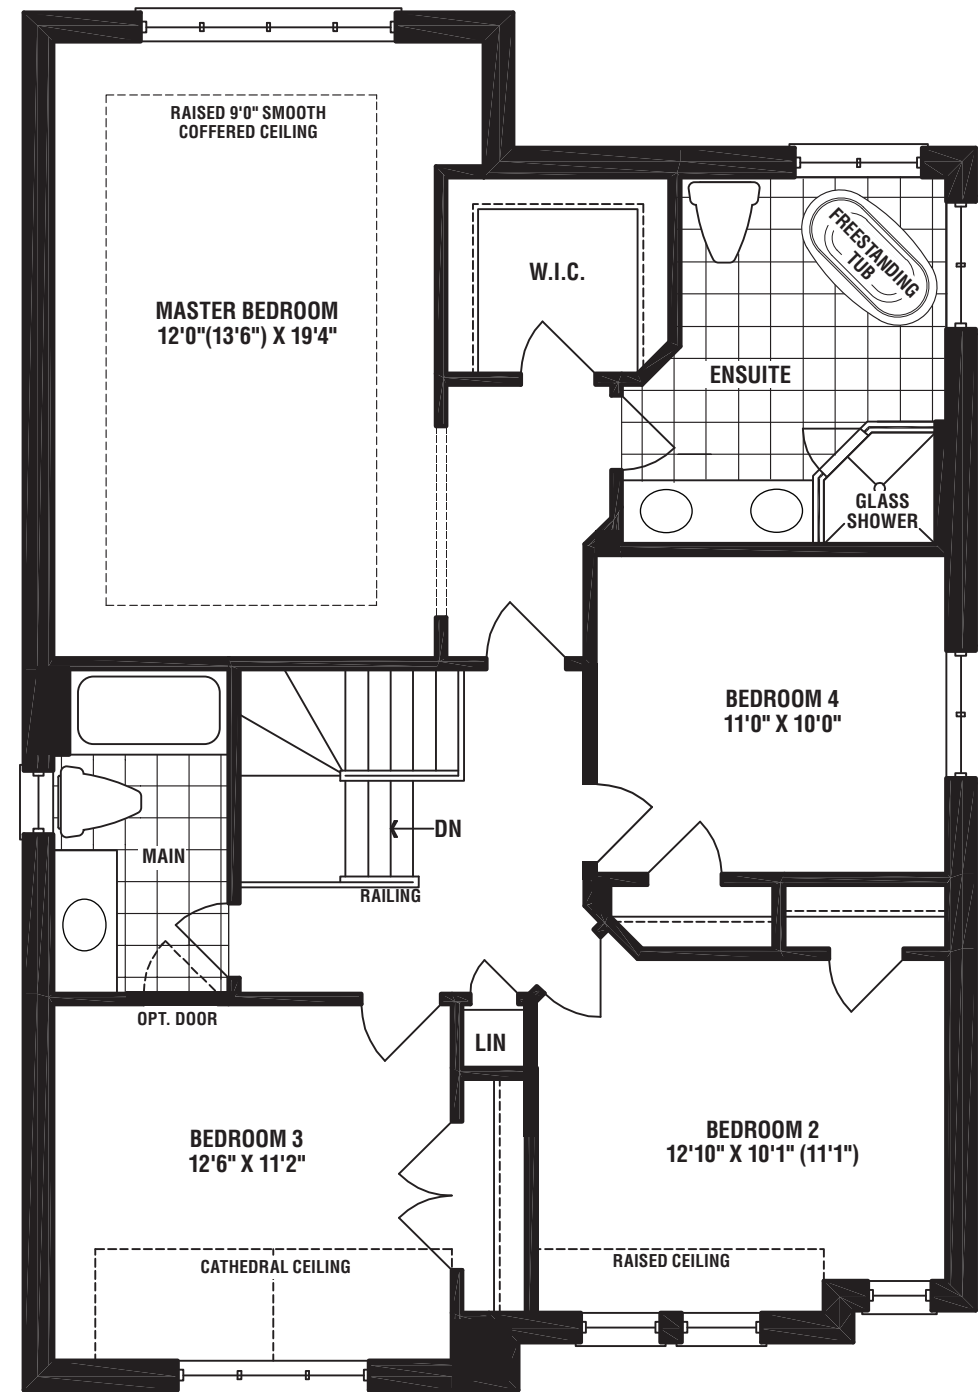 RAISED 9'0" SMOOTH
COFFERED CEILING
MASTER BEDROOM
12'0"(13'6") X 19'4"
W.I.C.
FREESTANDING
TUB
ENSUITE
GLASS
SHOWER
BEDROOM 4
11'0" X 10'0"
DN
MAIN
RAILING
OPT. DOOR
LIN
BEDROOM 3
12'6" X 11'2"
BEDROOM 2
12'10" X 10'1" (11'1")
CATHEDRAL CEILING
RAISED CEILING